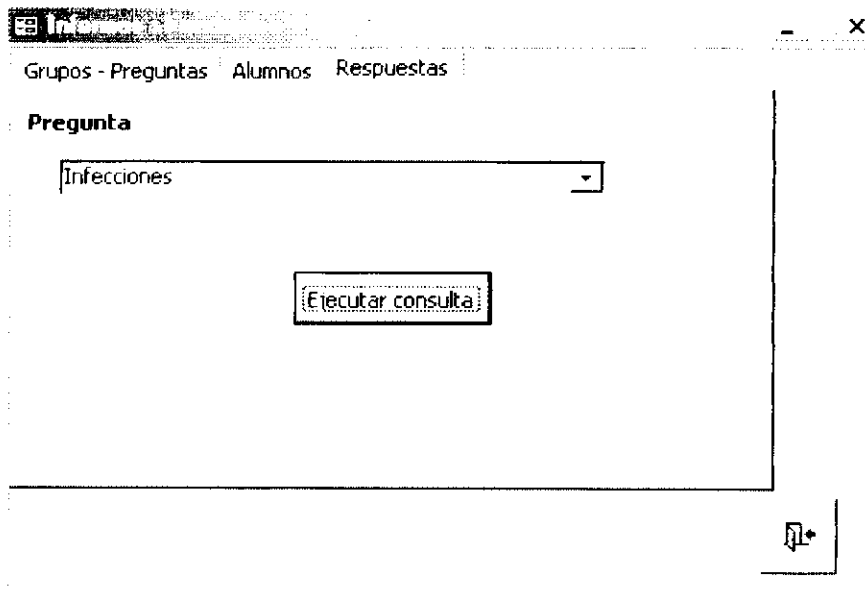 Grupos - Preguntas Alumnos Respuestas
Pregunta
Infecciones
Ejecutar consulta